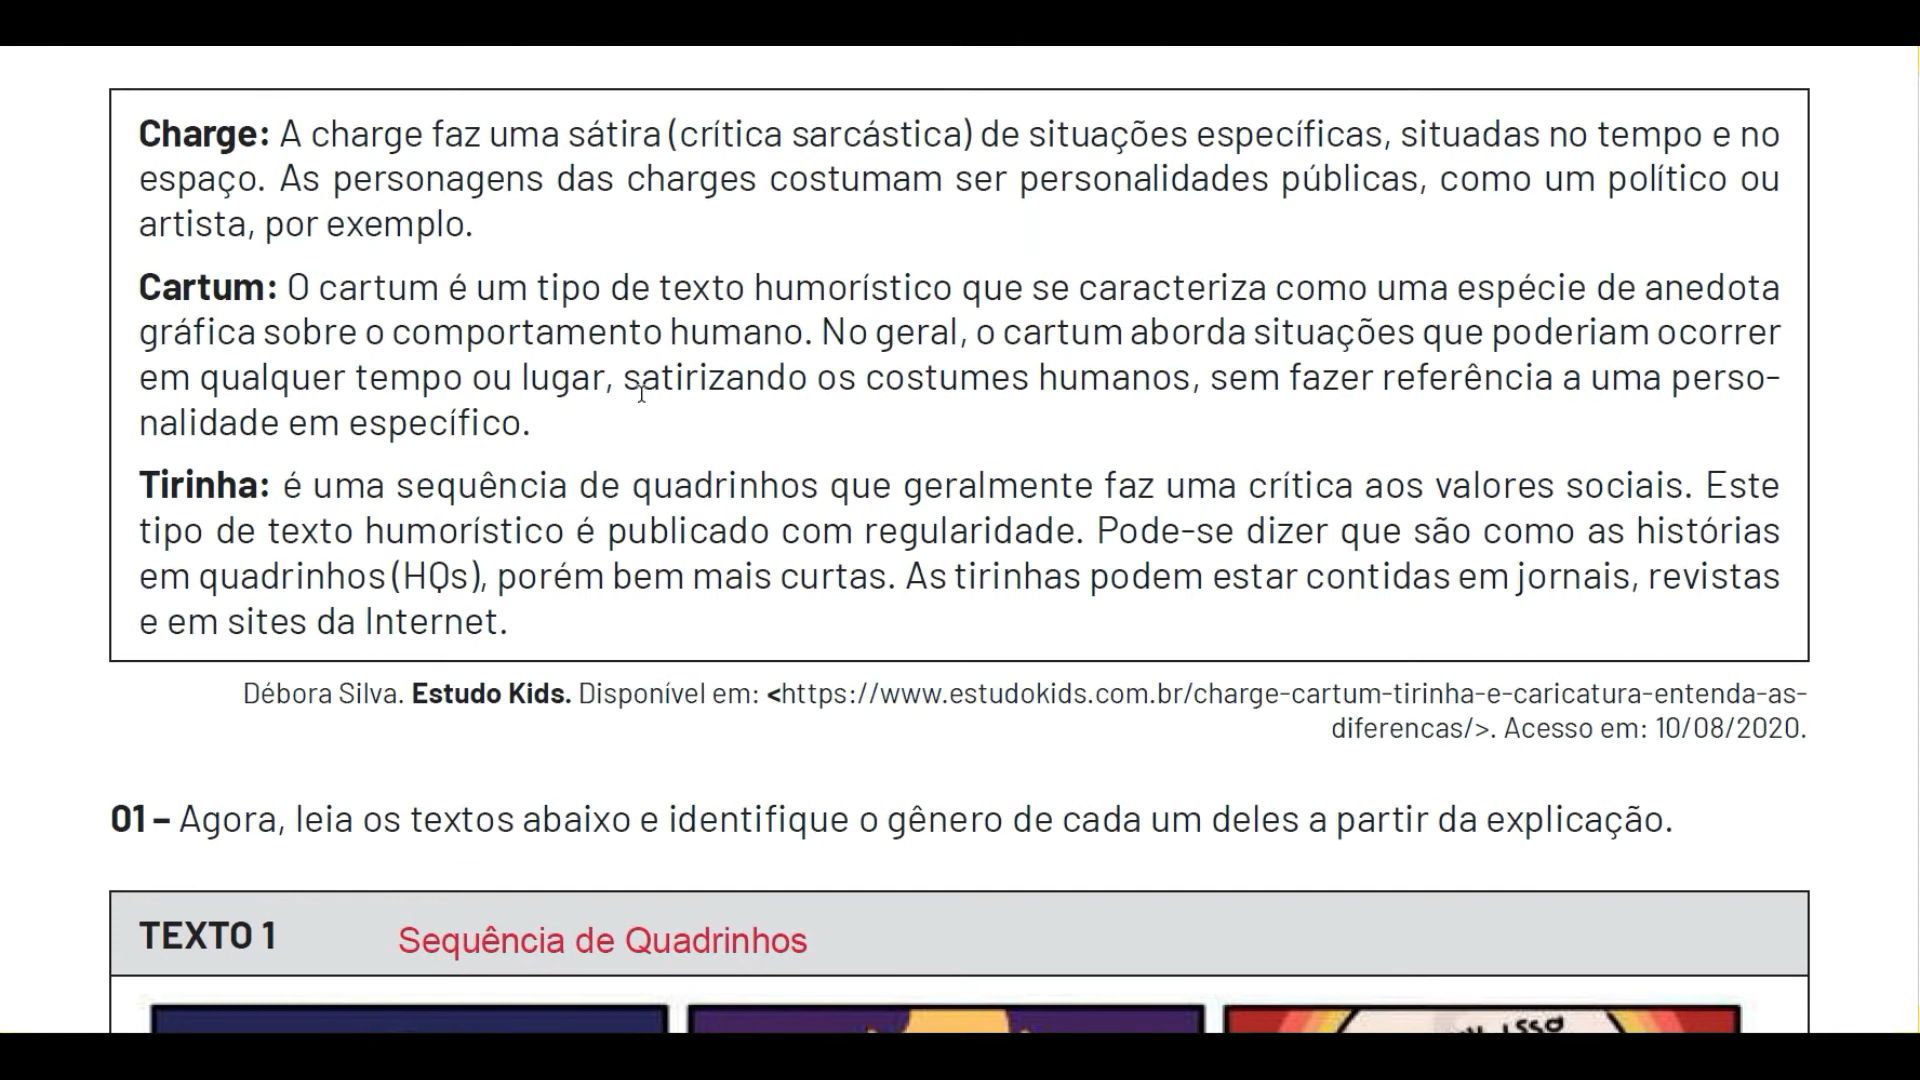 Charge: A charge faz uma sátira (crítica sarcástica) de situações específicas, situadas no tempo e no
espaço. As personagens das charges costumam ser personalidades públicas, como um político ou
artista, por exemplo.
Cartum: O cartum é um tipo de texto humorístico que se caracteriza como uma espécie de anedota
gráfica sobre o comportamento humano. No geral, o cartum aborda situações que poderiam ocorrer
em qualquer tempo ou lugar, satirizando os costumes humanos, sem fazer referência a uma perso-
nalidade em específico.
Tirinha: é uma sequência de quadrinhos que geralmente faz uma crítica aos valores sociais. Este
tipo de texto humorístico é publicado com regularidade. Pode-se dizer que são como as histórias
em quadrinhos (HQs), porém bem mais curtas. As tirinhas podem estar contidas em jornais, revistas
e em sites da Internet.
Débora Silva. Estudo Kids. Disponível em: <https://www.estudokids.com.br/charge-cartum-tirinha-e-caricatura-entenda-as-
diferencas/>. Acesso em: 10/08/2020.
01 – Agora, leia os textos abaixo e identifique o gênero de cada um deles a partir da explicação.
TEXTO 1 Sequência de Quadrinhos